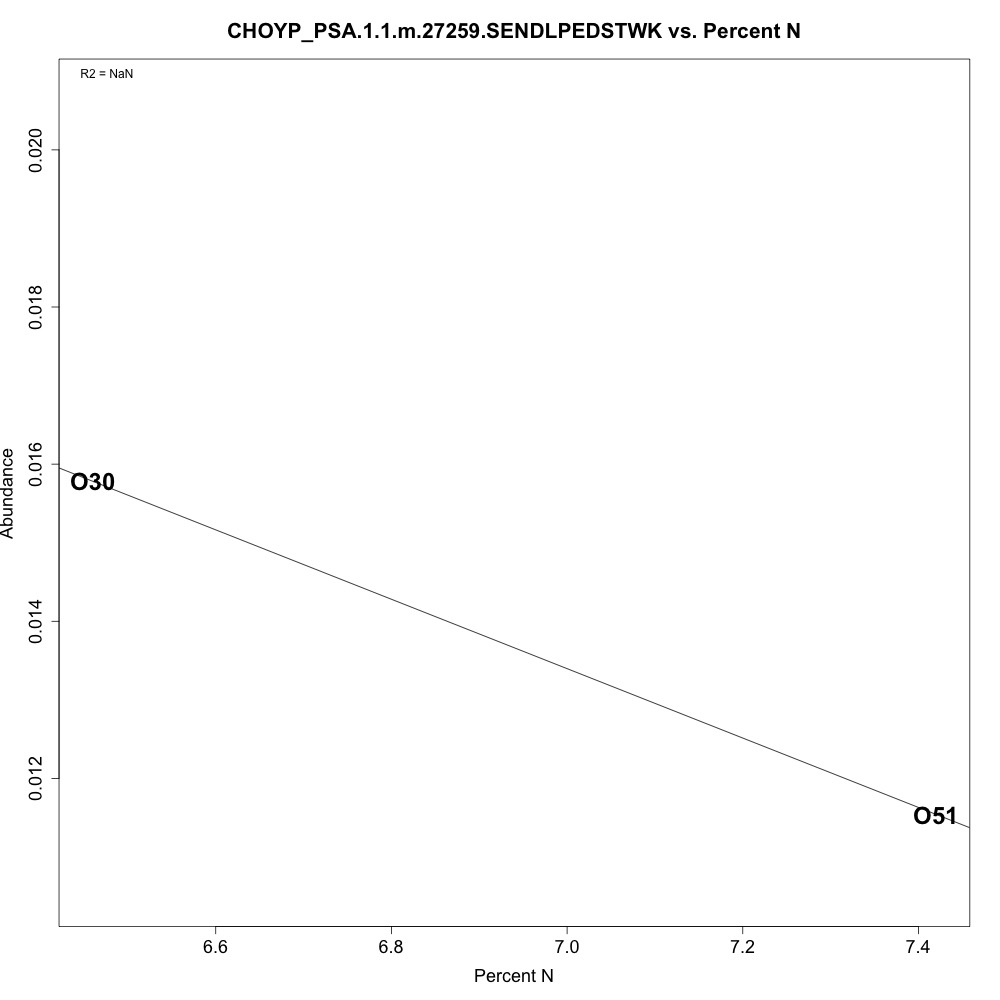 CHOYP_PSA.1.1.m.27259.SENDLPEDSTWK vs. Percent N
R2 = NaN
0.020
0.018
0.016
0.014
0.012
Abundance
O30
O51
6.6
6.8
7.0
7.2
7.4
Percent N